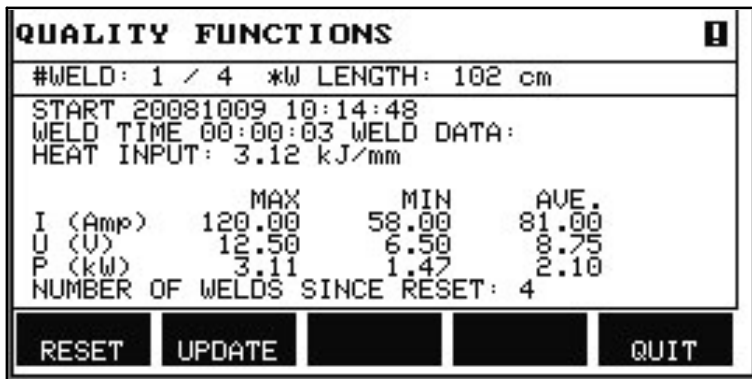 QUALITY FUNCTIONS
#WELD: 1 / 4 *W LENGTH: 102 cm
START 20081009 10:14:48
WELD TIME 00:00:03 WELD DATA:
HEAT INPUT: 3.12 kJ/mm
MAX MIN AVE.
I (Amp) 120.00 58.00 81.00
U (V) 12.50 6.50 8.75
P (kW) 3.11 1.47 2.10
NUMBER OF WELDS SINCE RESET: 4
RESET UPDATE QUIT